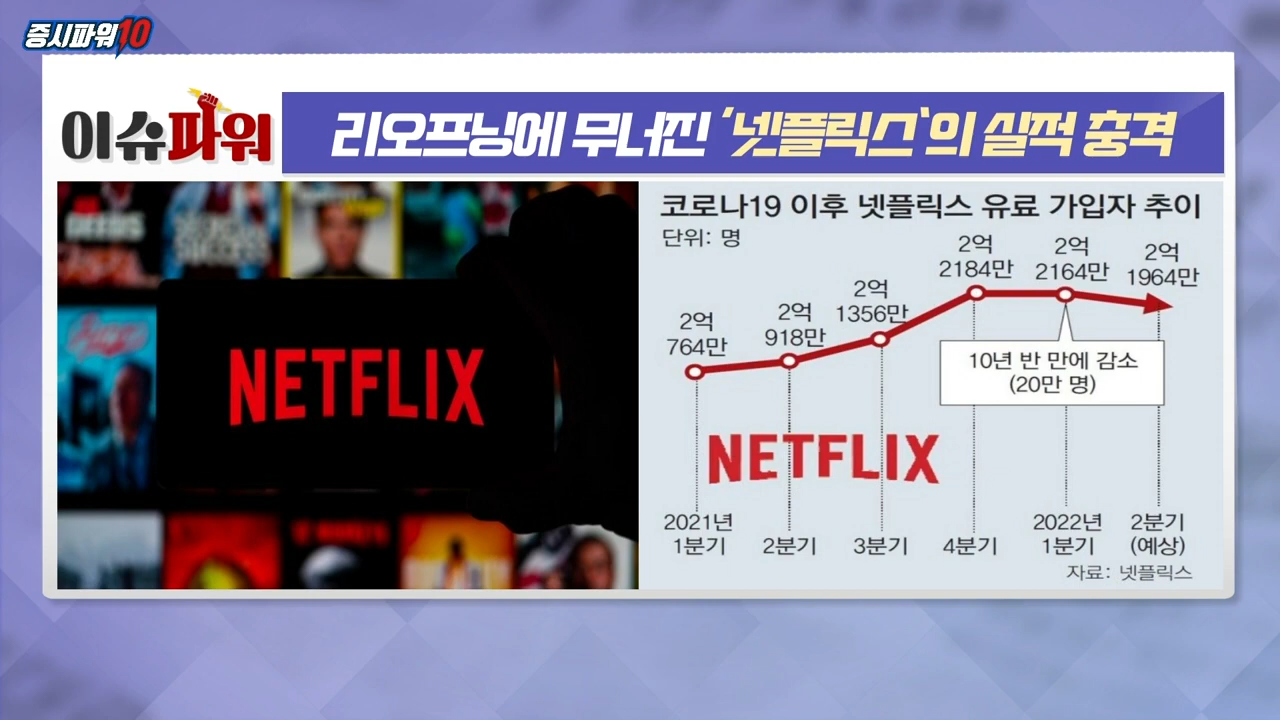 증시파워10
이슈파워
리오프닝에 무너진 '넷플릭스'의 실적 충격
NETFLIX
코로나19 이후 넷플릭스 유료 가입자 추이
단위: 명
2억
764만
2억
918만
2억
1356만
2억
2184만
2억
2164만
2억
1964만
10년 반 만에 감소
(20만 명)
NETFLIX
2021년
1분기
2분기
3분기
4분기
2022년
1분기
2분기
(예상)
자료: 넷플릭스